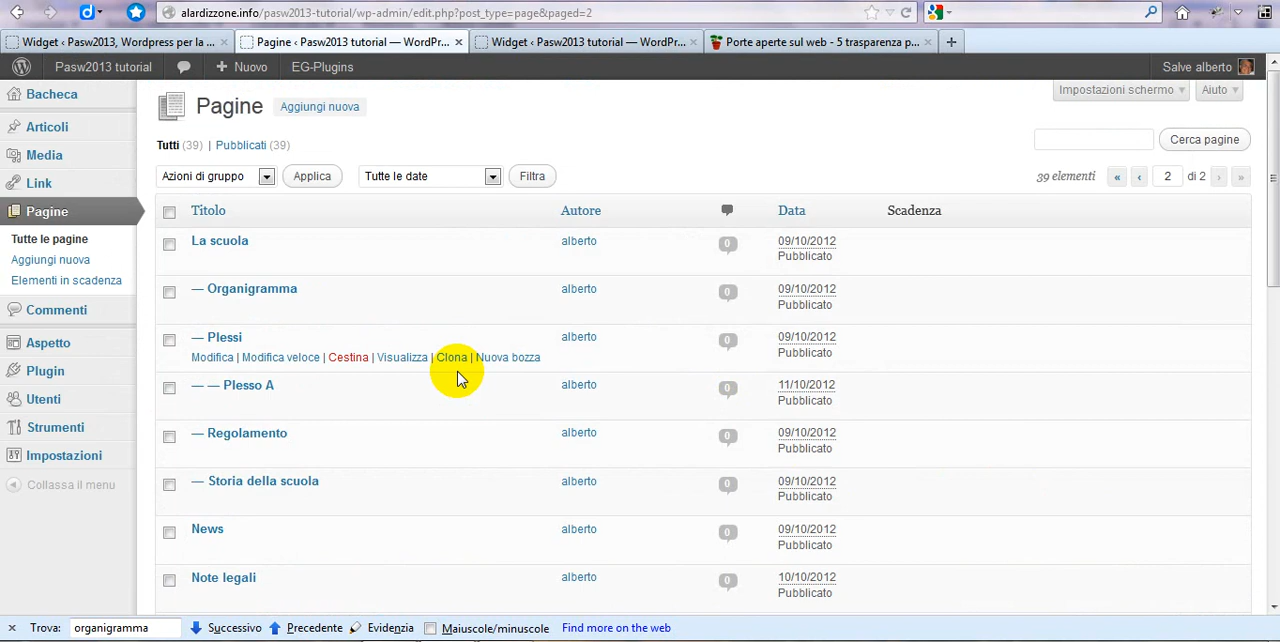 alardizzone.info/pasw2013-tutorial/wp-admin/edit.php?post_type=page&paged=2
Widget ‹ Pasw2013, Wordpress per la ...
Pagine ‹ Pasw2013 tutorial — WordPr...
Widget ‹ Pasw2013 tutorial — WordPr...
Porte aperte sul web - 5 trasparenza p...
Pasw2013 tutorial
+ Nuovo
EG-Plugins
Salve alberto
Bacheca
Articoli
Media
Link
Pagine
Tutte le pagine
Aggiungi nuova
Elementi in scadenza
Commenti
Aspetto
Plugin
Utenti
Strumenti
Impostazioni
Collassa il menu
Pagine Aggiungi nuova
Impostazioni schermo
Aiuto
Tutti (39) | Pubblicati (39)
Cerca pagine
Azioni di gruppo
Applica
Tutte le date
Filtra
39 elementi « ‹ 2 di 2 › »
Titolo Autore Data Scadenza
La scuola alberto 0 09/10/2012
Pubblicato
— Organigramma alberto 0 09/10/2012
Pubblicato
— Plessi alberto 0 09/10/2012
Modifica | Modifica veloce | Cestina | Visualizza | Clona | Nuova bozza Pubblicato
— — Plesso A alberto 0 11/10/2012
Pubblicato
— Regolamento alberto 0 09/10/2012
Pubblicato
— Storia della scuola alberto 0 09/10/2012
Pubblicato
News alberto 0 09/10/2012
Pubblicato
Note legali alberto 0 10/10/2012
Pubblicato
× Trova: organigramma Successivo Precedente Evidenzia Maiuscole/minuscole Find more on the web